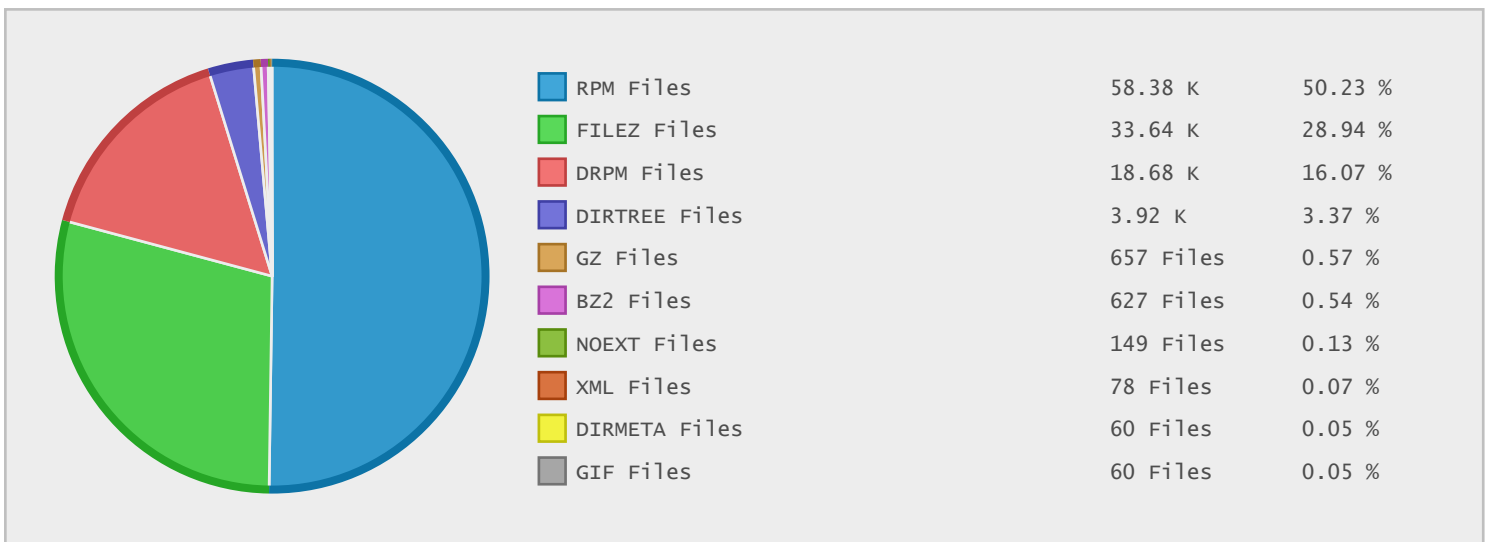 RPM Files 58.38 K 50.23 %
FILEZ Files 33.64 K 28.94 %
DRPM Files 18.68 K 16.07 %
DIRTREE Files 3.92 K 3.37 %
GZ Files 657 Files 0.57 %
BZ2 Files 627 Files 0.54 %
NOEXT Files 149 Files 0.13 %
XML Files 78 Files 0.07 %
DIRMETA Files 60 Files 0.05 %
GIF Files 60 Files 0.05 %